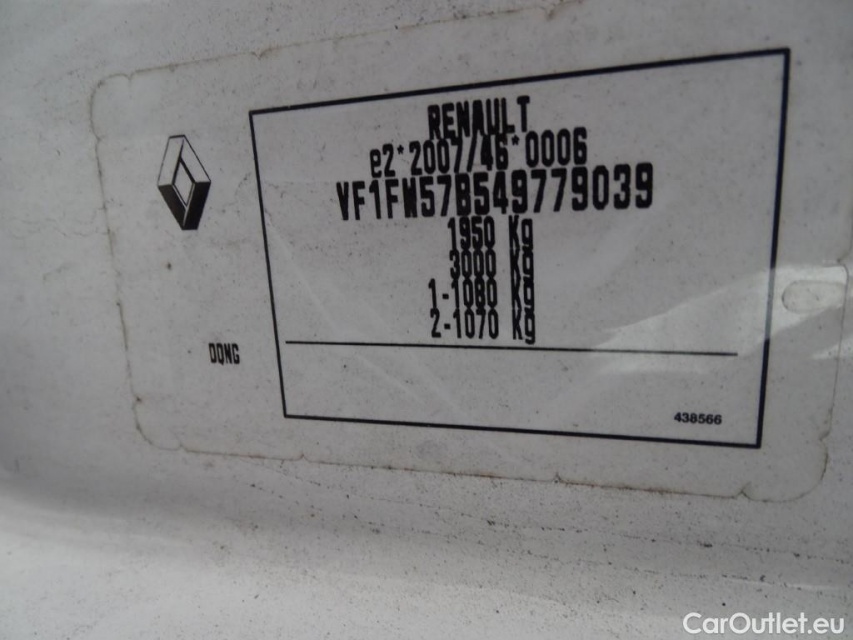 RENAULT
e2*2007/46*0006
VF1FW57B549779039
1950 Kg
3000 Kg
1-1080 Kg
2-1070 Kg
DQNG
438566
CarOutlet.eu